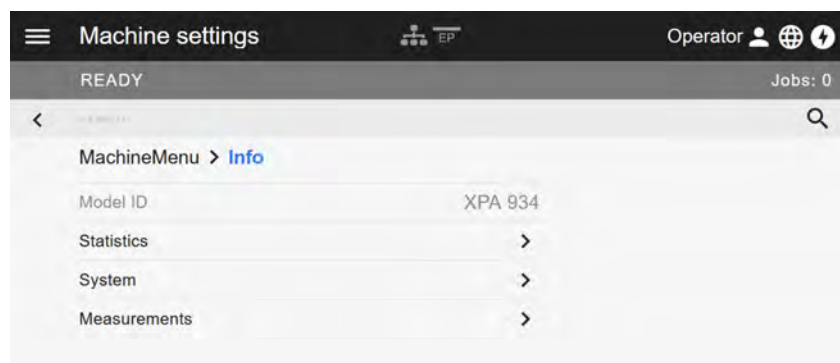 Machine settings EP Operator
READY Jobs: 0
MachineMenu > Info
Model ID XPA 934
Statistics
System
Measurements